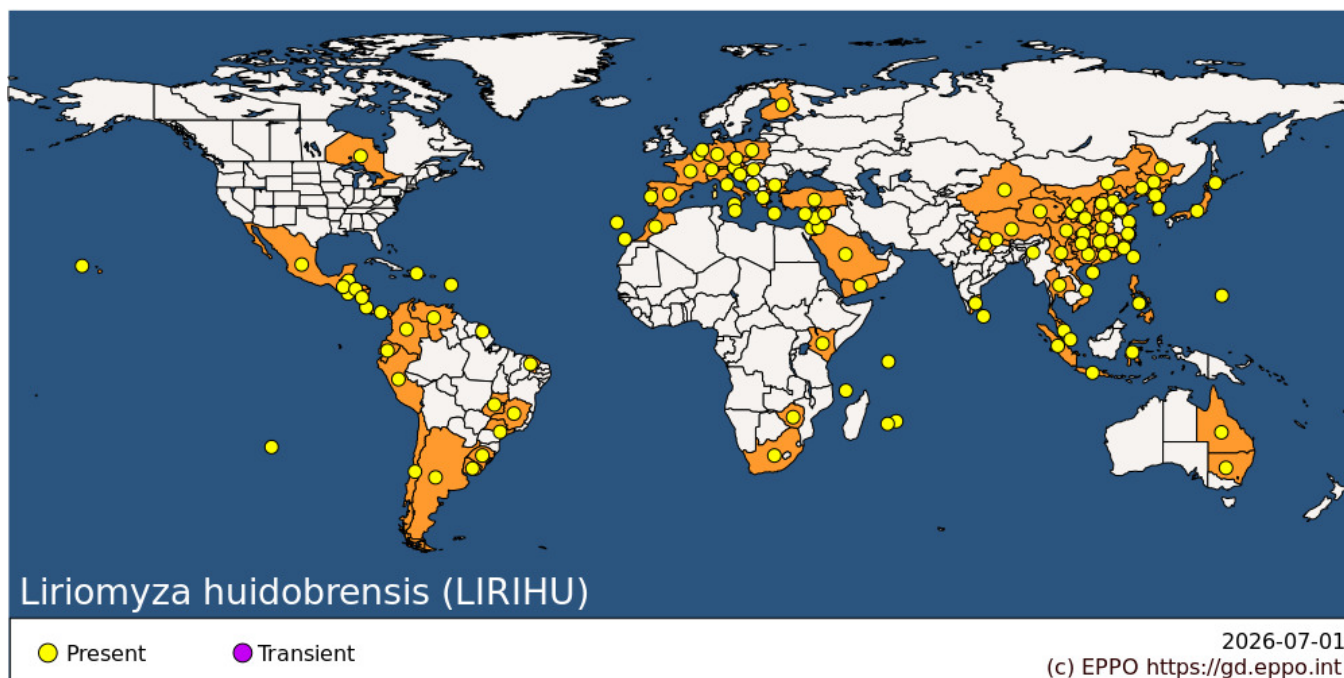 Liriomyza huidobrensis (LIRIHU)
Present
Transient
2026-07-01
(c) EPPO https://gd.eppo.int